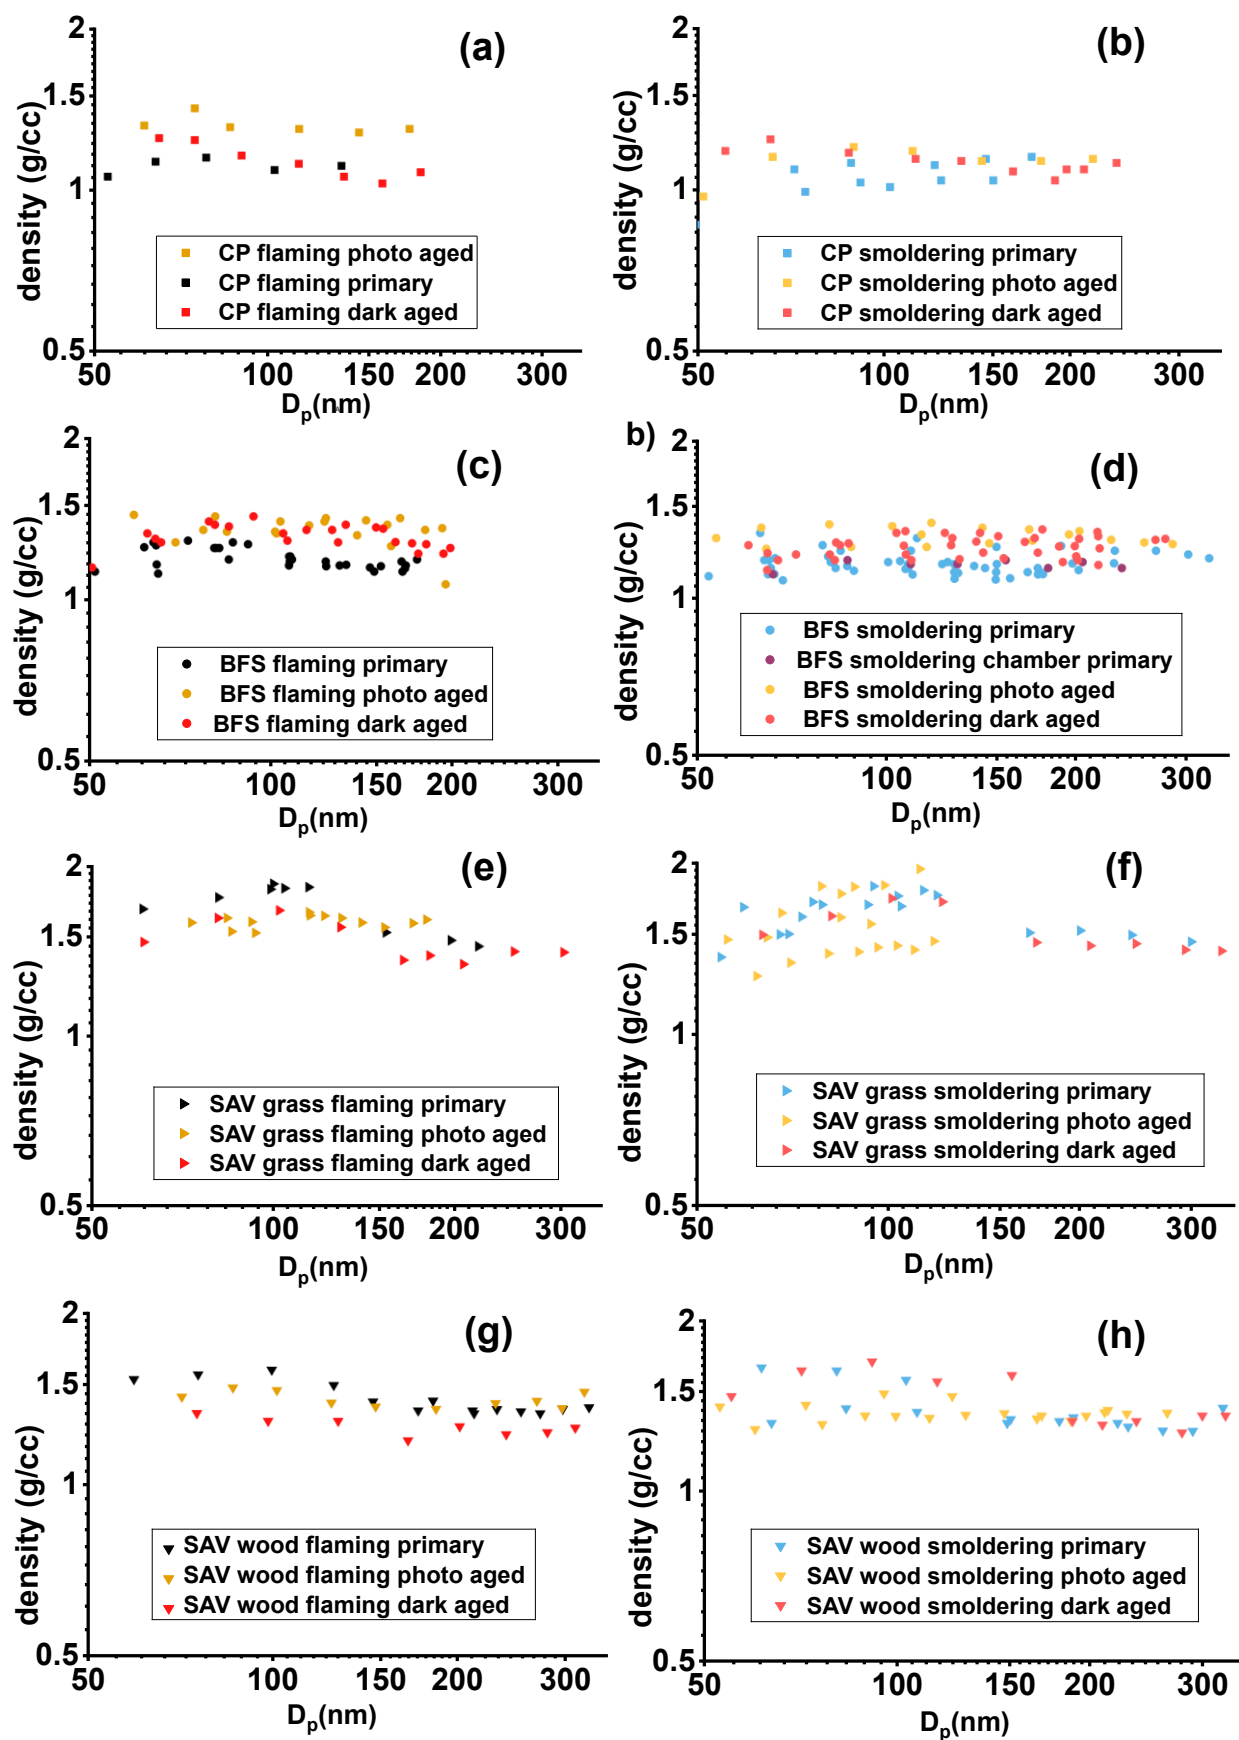 (a)
2
1.5
1
0.5
density (g/cc)
CP flaming photo aged
CP flaming primary
CP flaming dark aged
50 100 150 200 300
Dp(nm)
(b)
2
1.5
1
0.5
density (g/cc)
CP smoldering primary
CP smoldering photo aged
CP smoldering dark aged
50 100 150 200 300
Dp(nm)
(c)
2
1.5
1
0.5
density (g/cc)
BFS flaming primary
BFS flaming photo aged
BFS flaming dark aged
50 100 150 200 300
Dp(nm)
b)
(d)
2
1.5
1
0.5
density (g/cc)
BFS smoldering primary
BFS smoldering chamber primary
BFS smoldering photo aged
BFS smoldering dark aged
50 100 150 200 300
Dp(nm)
(e)
2
1.5
1
0.5
density (g/cc)
SAV grass flaming primary
SAV grass flaming photo aged
SAV grass flaming dark aged
50 100 150 200 300
Dp(nm)
(f)
2
1.5
1
0.5
density (g/cc)
SAV grass smoldering primary
SAV grass smoldering photo aged
SAV grass smoldering dark aged
50 100 150 200 300
Dp(nm)
(g)
2
1.5
1
0.5
density (g/cc)
SAV wood flaming primary
SAV wood flaming photo aged
SAV wood flaming dark aged
50 100 150 200 300
Dp(nm)
(h)
2
1.5
1
0.5
density (g/cc)
SAV wood smoldering primary
SAV wood smoldering photo aged
SAV wood smoldering dark aged
50 100 150 200 300
Dp(nm)